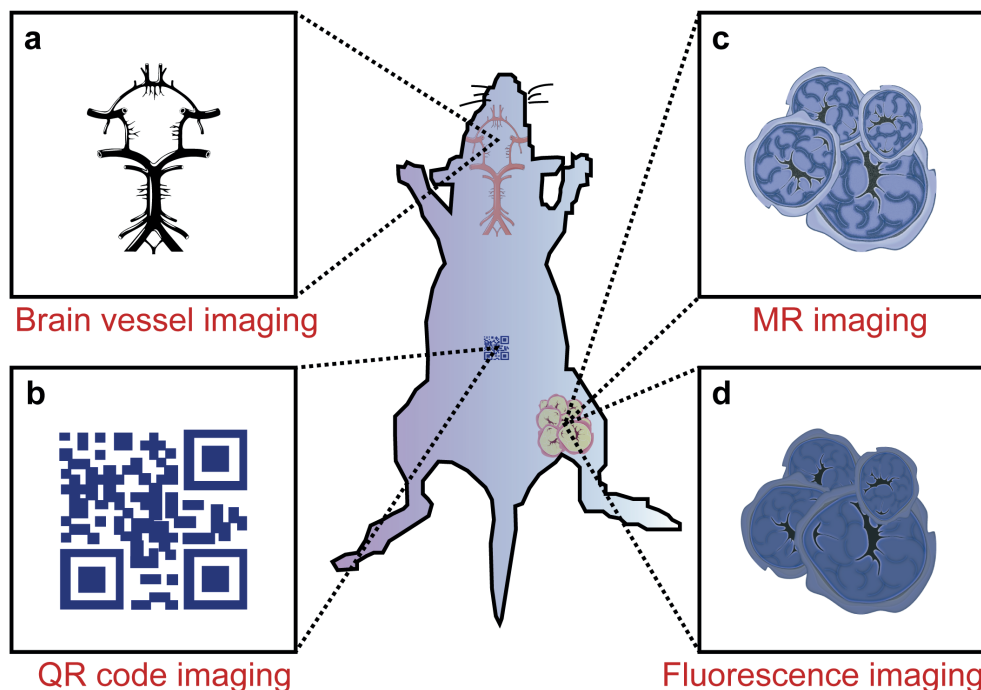 a
Brain vessel imaging
b
QR code imaging
c
MR imaging
d
Fluorescence imaging